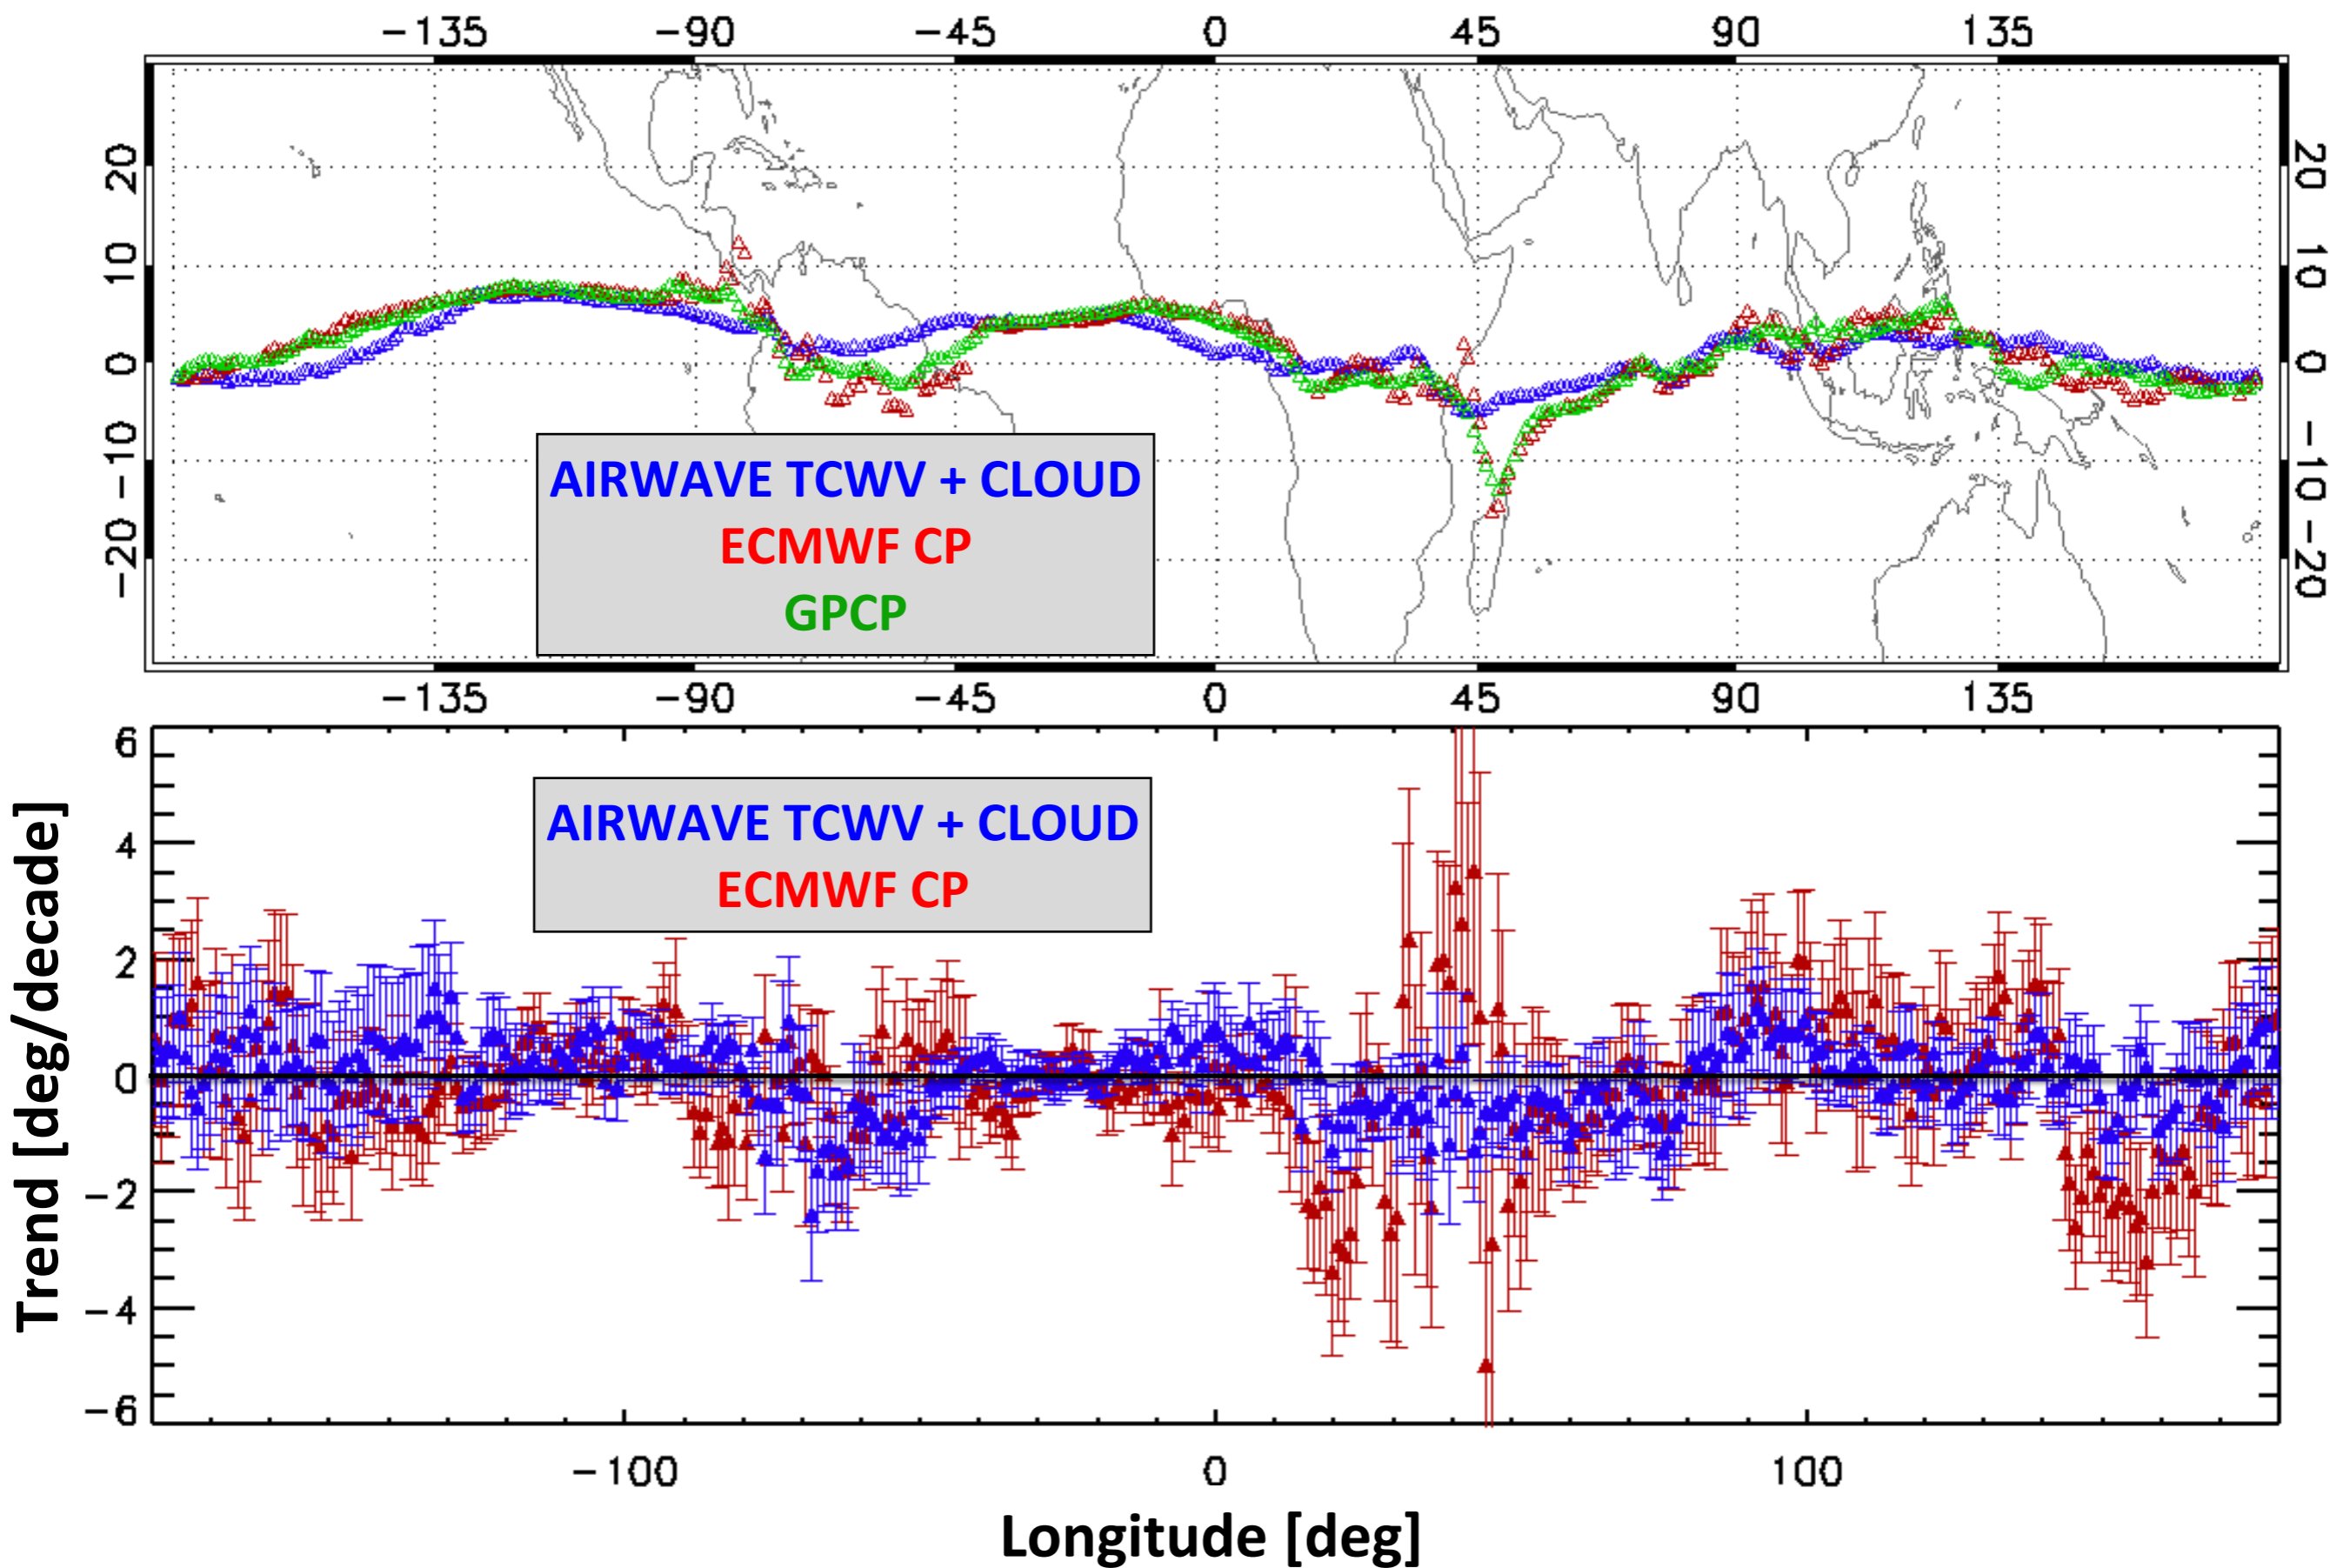 -135 -90 -45 0 45 90 135
20 20
10 10
0 0
-10 -10
-20 -20
AIRWAVE TCWV + CLOUD
ECMWF CP
GPCP
-135 -90 -45 0 45 90 135
6
4
2
0
-2
-4
-6
Trend [deg/decade]
AIRWAVE TCWV + CLOUD
ECMWF CP
-100 0 100
Longitude [deg]